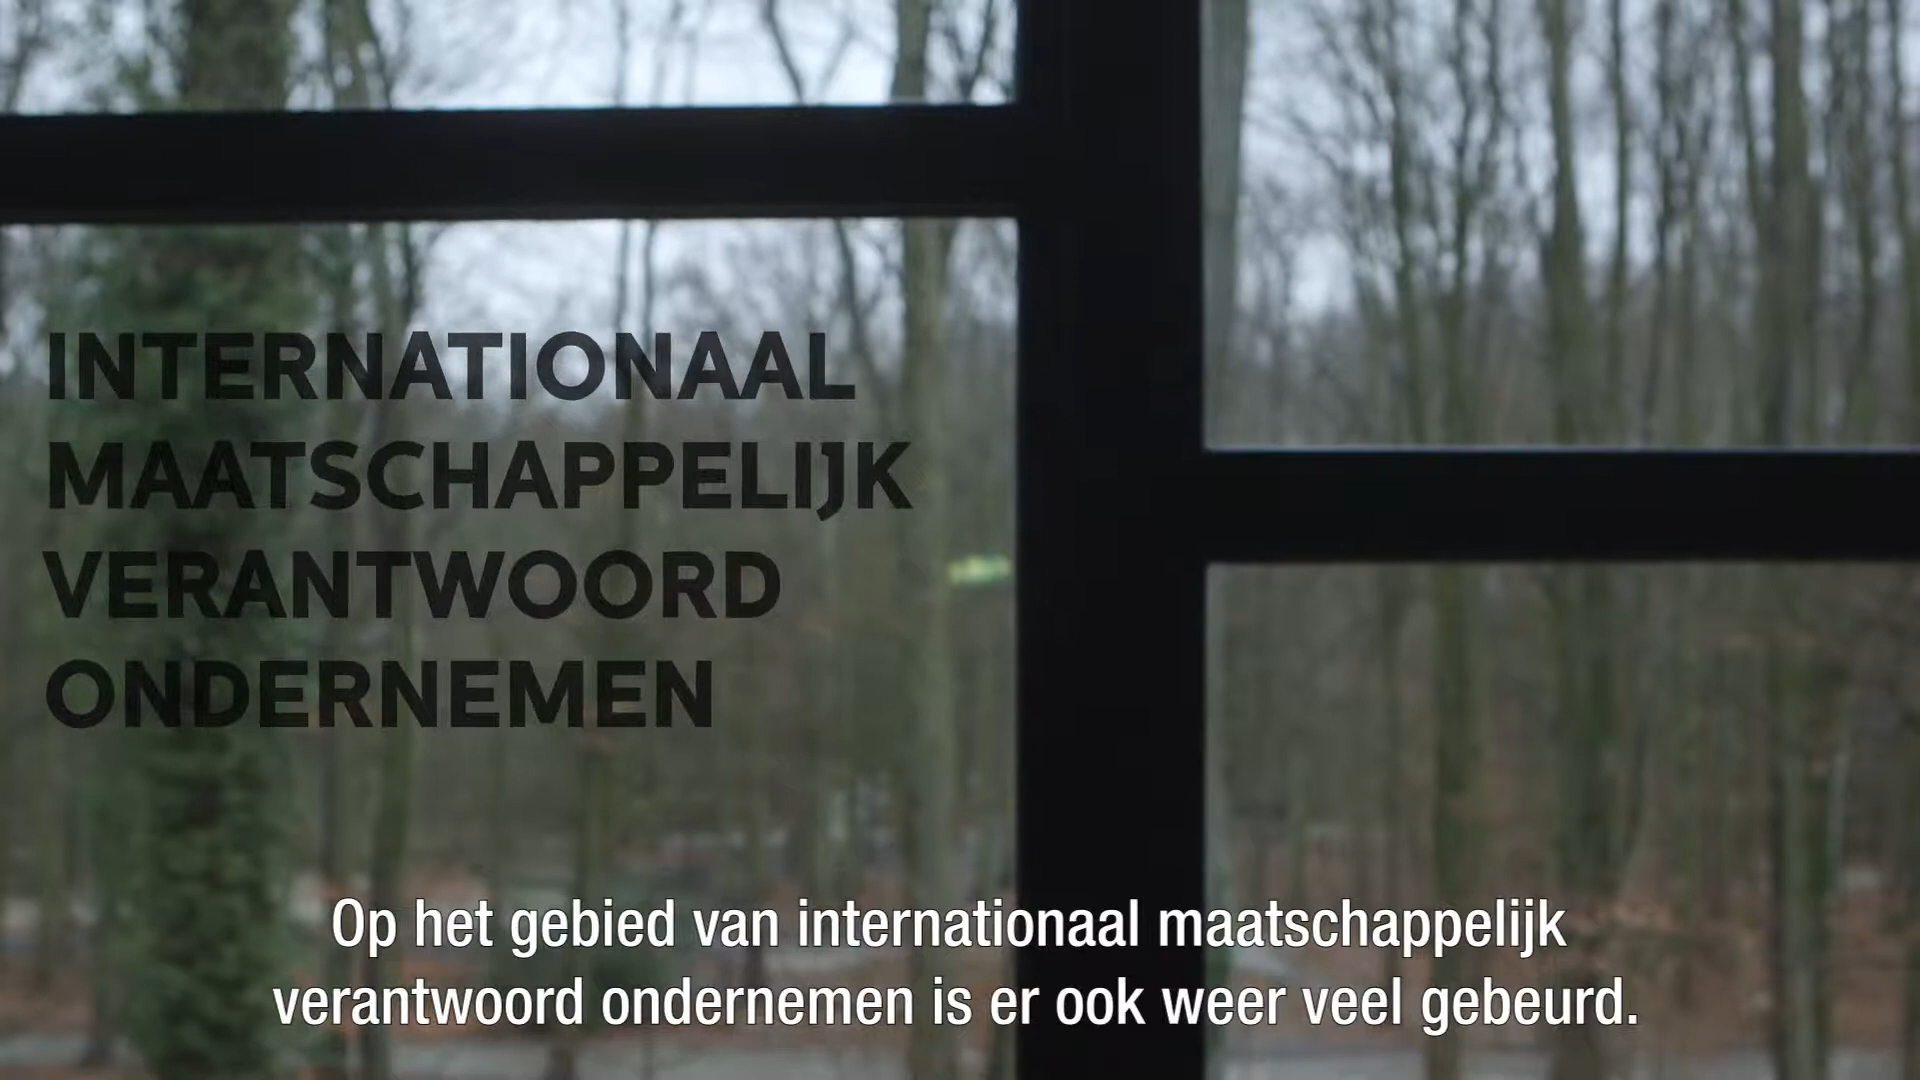 INTERNATIONAAL
MAATSCHAPPELIJK
VERANTWOORD
ONDERNEMEN
Op het gebied van internationaal maatschappelijk
verantwoord ondernemen is er ook weer veel gebeurd.